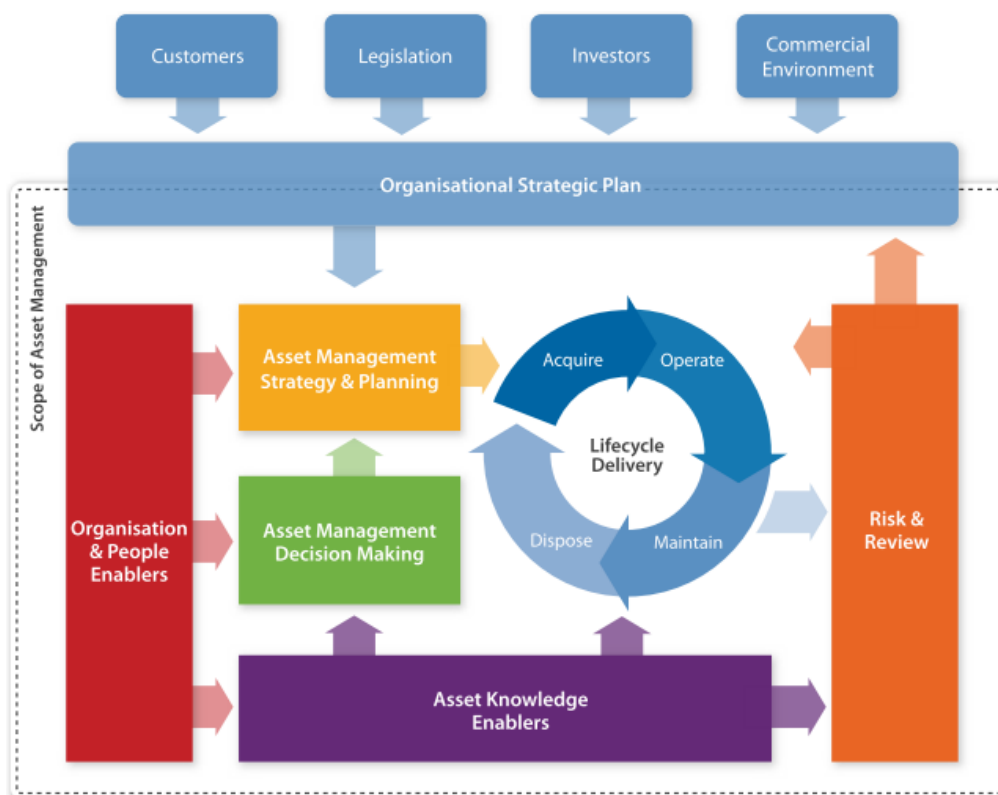 Customers
Legislation
Investors
Commercial
Environment
Organisational Strategic Plan
Scope of Asset Management
Asset Management
Strategy & Planning
Acquire
Operate
Lifecycle
Delivery
Organisation
& People
Enablers
Asset Management
Decision Making
Dispose
Maintain
Risk &
Review
Asset Knowledge
Enablers